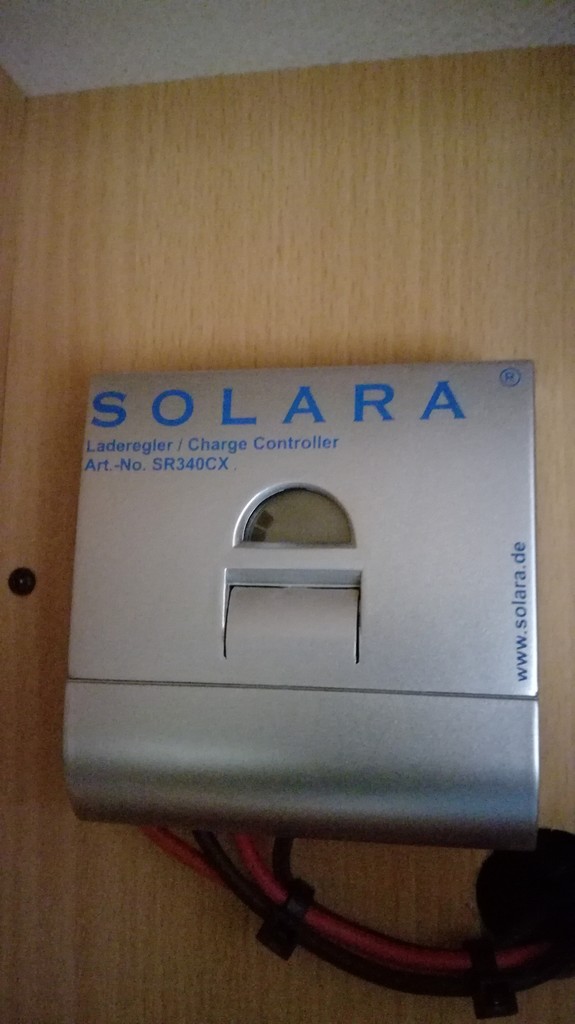 SOLARA ®
Laderegler / Charge Controller
Art.-No. SR340CX
www.solara.de